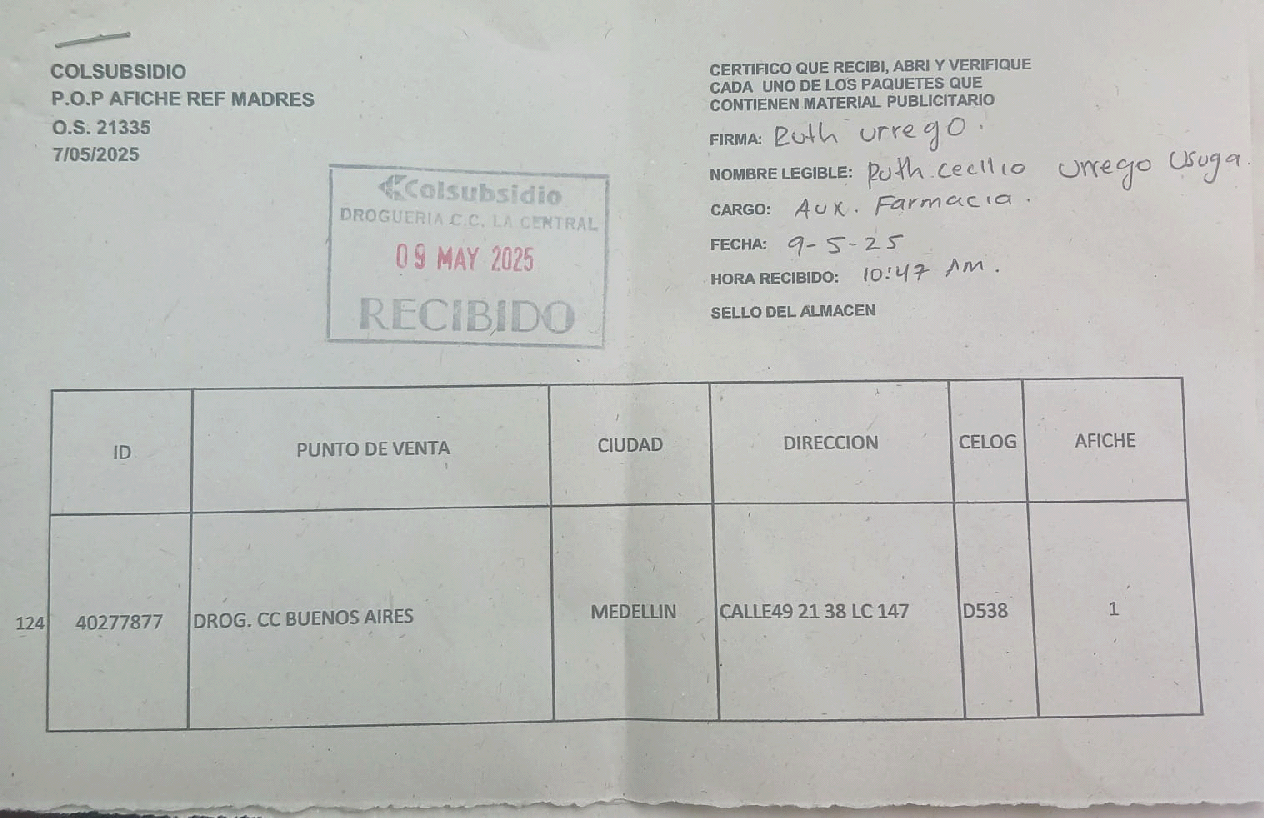 COLSUBSIDIO
P.O.P AFICHE REF MADRES
O.S. 21335
7/05/2025
CERTIFICO QUE RECIBI, ABRI Y VERIFIQUE
CADA UNO DE LOS PAQUETES QUE
CONTIENEN MATERIAL PUBLICITARIO
FIRMA: Ruth urrego.
NOMBRE LEGIBLE: Ruth.cecilio Urrego Usuga.
CARGO: Aux. Farmacia.
FECHA: 9-5-25
HORA RECIBIDO: 10:47 AM.
SELLO DEL ALMACEN
Colsubsidio
DROGUERIA C.C. LA CENTRAL
09 MAY 2025
RECIBIDO
ID PUNTO DE VENTA CIUDAD DIRECCION CELOG AFICHE
124 40277877 DROG. CC BUENOS AIRES MEDELLIN CALLE49 21 38 LC 147 D538 1